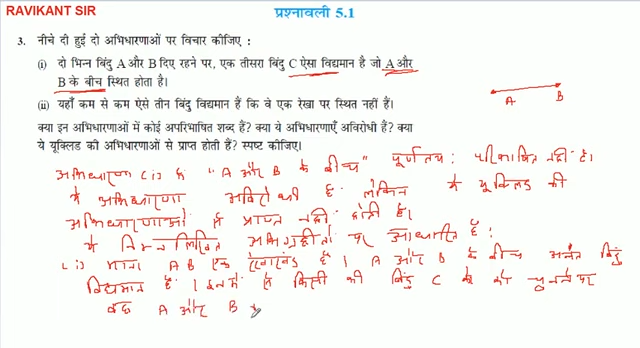 RAVIKANT SIR
प्रश्नावली 5.1
3. नीचे दी हुई दो अभिधारणाओं पर विचार कीजिए :
(i) दो भिन्न बिंदु A और B दिए रहने पर, एक तीसरा बिंदु C ऐसा विद्यमान है जो A और
B के बीच स्थित होता है।
A B
(ii) यहाँ कम से कम ऐसे तीन बिंदु विद्यमान हैं कि वे एक रेखा पर स्थित नहीं हैं।
क्या इन अभिधारणाओं में कोई अपरिभाषित शब्द हैं? क्या ये अभिधारणाएँ अविरोधी हैं? क्या
ये यूक्लिड की अभिधारणाओं से प्राप्त होती हैं? स्पष्ट कीजिए।
अभिधारणा (i) के "A और B के बीच" पूर्णतय: परिभाषित नहीं है।
ये अभिधारणा अविरोधी है लेकिन ये यूक्लिड की
अभिधारणाओं से प्राप्त नही होती है।
ये निम्नलिखित अभिगृहीतो पर आधारित है:
(i) माना AB एक रेखाखंड है। A और B के बीच अनंत बिंदु
विद्यमान है। इनमें से किसी की बिंदु C के को चुनने पर
वह A और B